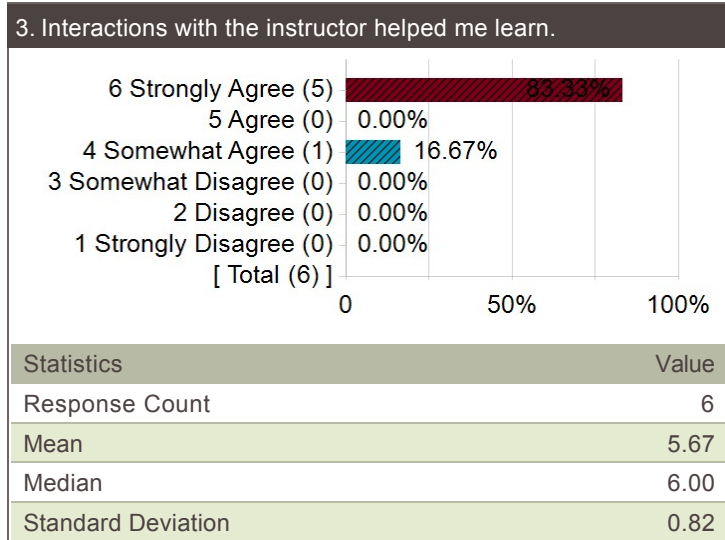 3. Interactions with the instructor helped me learn.
6 Strongly Agree (5) 83.33%
5 Agree (0) 0.00%
4 Somewhat Agree (1) 16.67%
3 Somewhat Disagree (0) 0.00%
2 Disagree (0) 0.00%
1 Strongly Disagree (0) 0.00%
[ Total (6) ]
0 50% 100%
Statistics Value
Response Count 6
Mean 5.67
Median 6.00
Standard Deviation 0.82